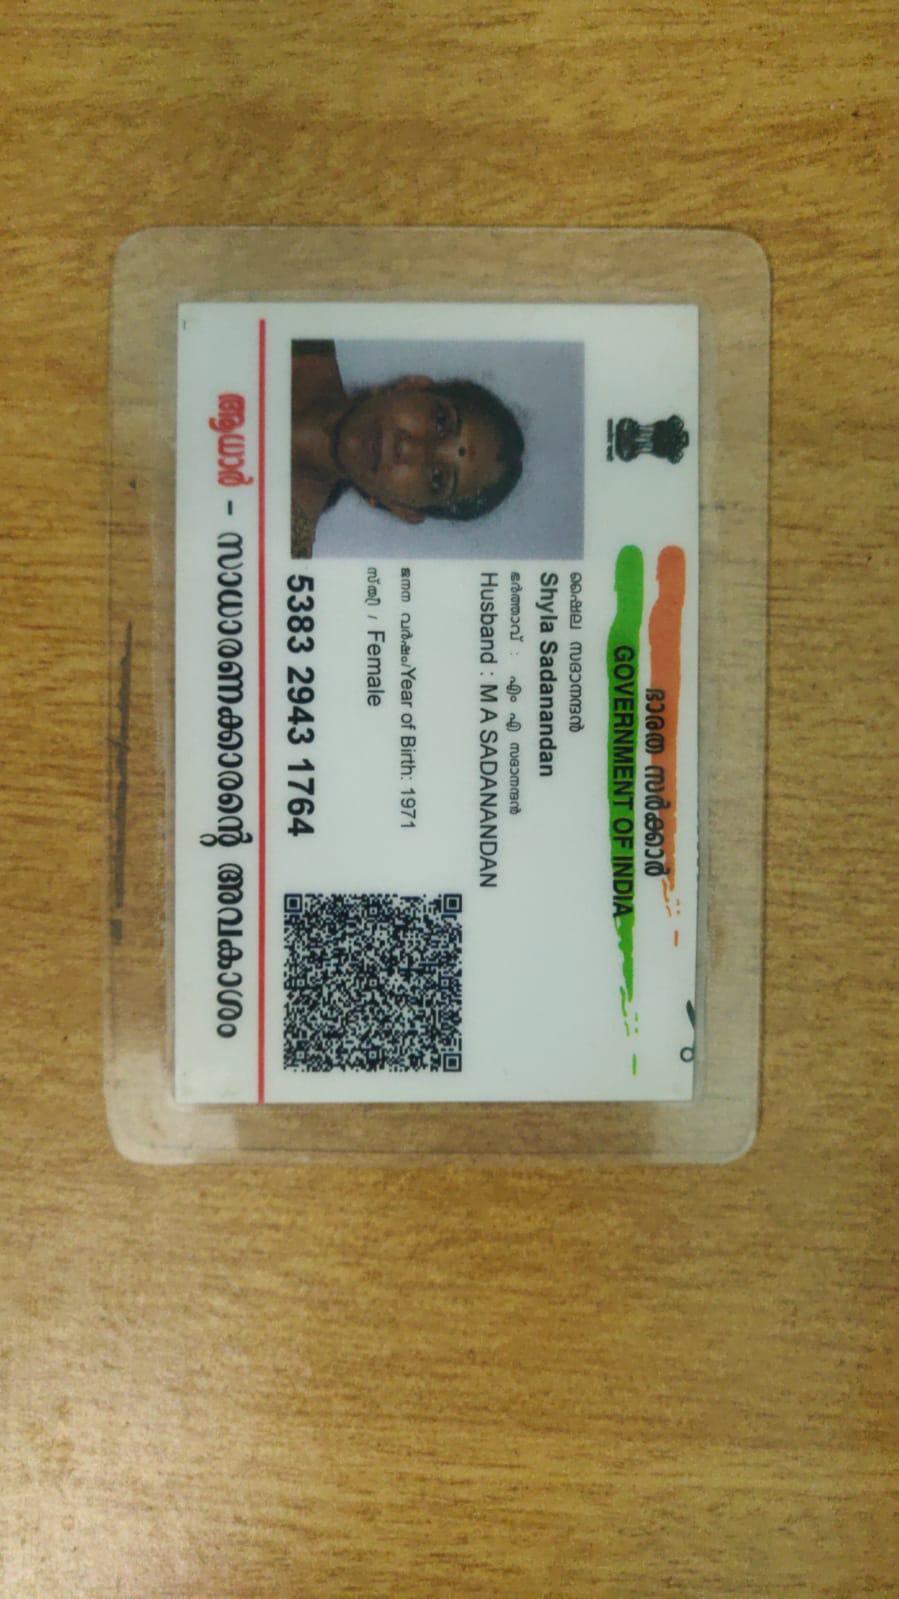 ഭാരത സർക്കാർ
GOVERNMENT OF INDIA
ഷൈല സദാനന്ദൻ
Shyla Sadanandan
ഭർത്താവ് : എം എ സദാനന്ദൻ
Husband : M A SADANANDAN
ജനന വർഷം/Year of Birth: 1971
സ്ത്രീ / Female
5383 2943 1764
ആധാർ - സാധാരണക്കാരന്റെ അവകാശം